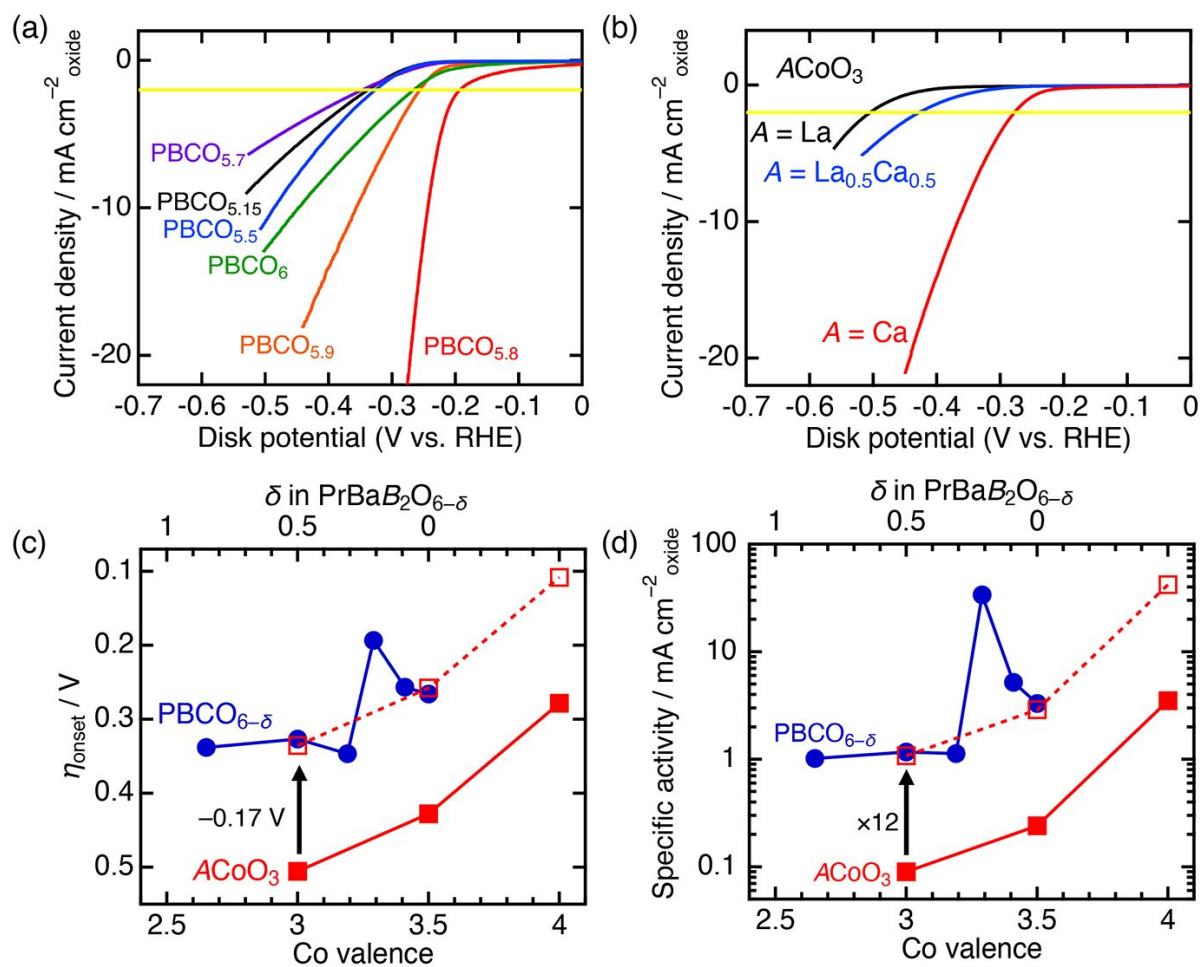 (a)
0
-10
-20
Current density / mA cm⁻²oxide
PBCO5.7
PBCO5.15
PBCO5.5
PBCO6
PBCO5.9
PBCO5.8
-0.7 -0.6 -0.5 -0.4 -0.3 -0.2 -0.1 0
Disk potential (V vs. RHE)
(b)
0
-10
-20
Current density / mA cm⁻²oxide
ACoO3
A = La
A = La0.5Ca0.5
A = Ca
-0.7 -0.6 -0.5 -0.4 -0.3 -0.2 -0.1 0
Disk potential (V vs. RHE)
(c)
δ in PrBaB2O6–δ
1 0.5 0
0.1
0.2
0.3
0.4
0.5
ηonset / V
PBCO6–δ
–0.17 V
ACoO3
2.5 3 3.5 4
Co valence
(d)
δ in PrBaB2O6–δ
1 0.5 0
100
10
1
0.1
Specific activity / mA cm⁻²oxide
PBCO6–δ
×12
ACoO3
2.5 3 3.5 4
Co valence